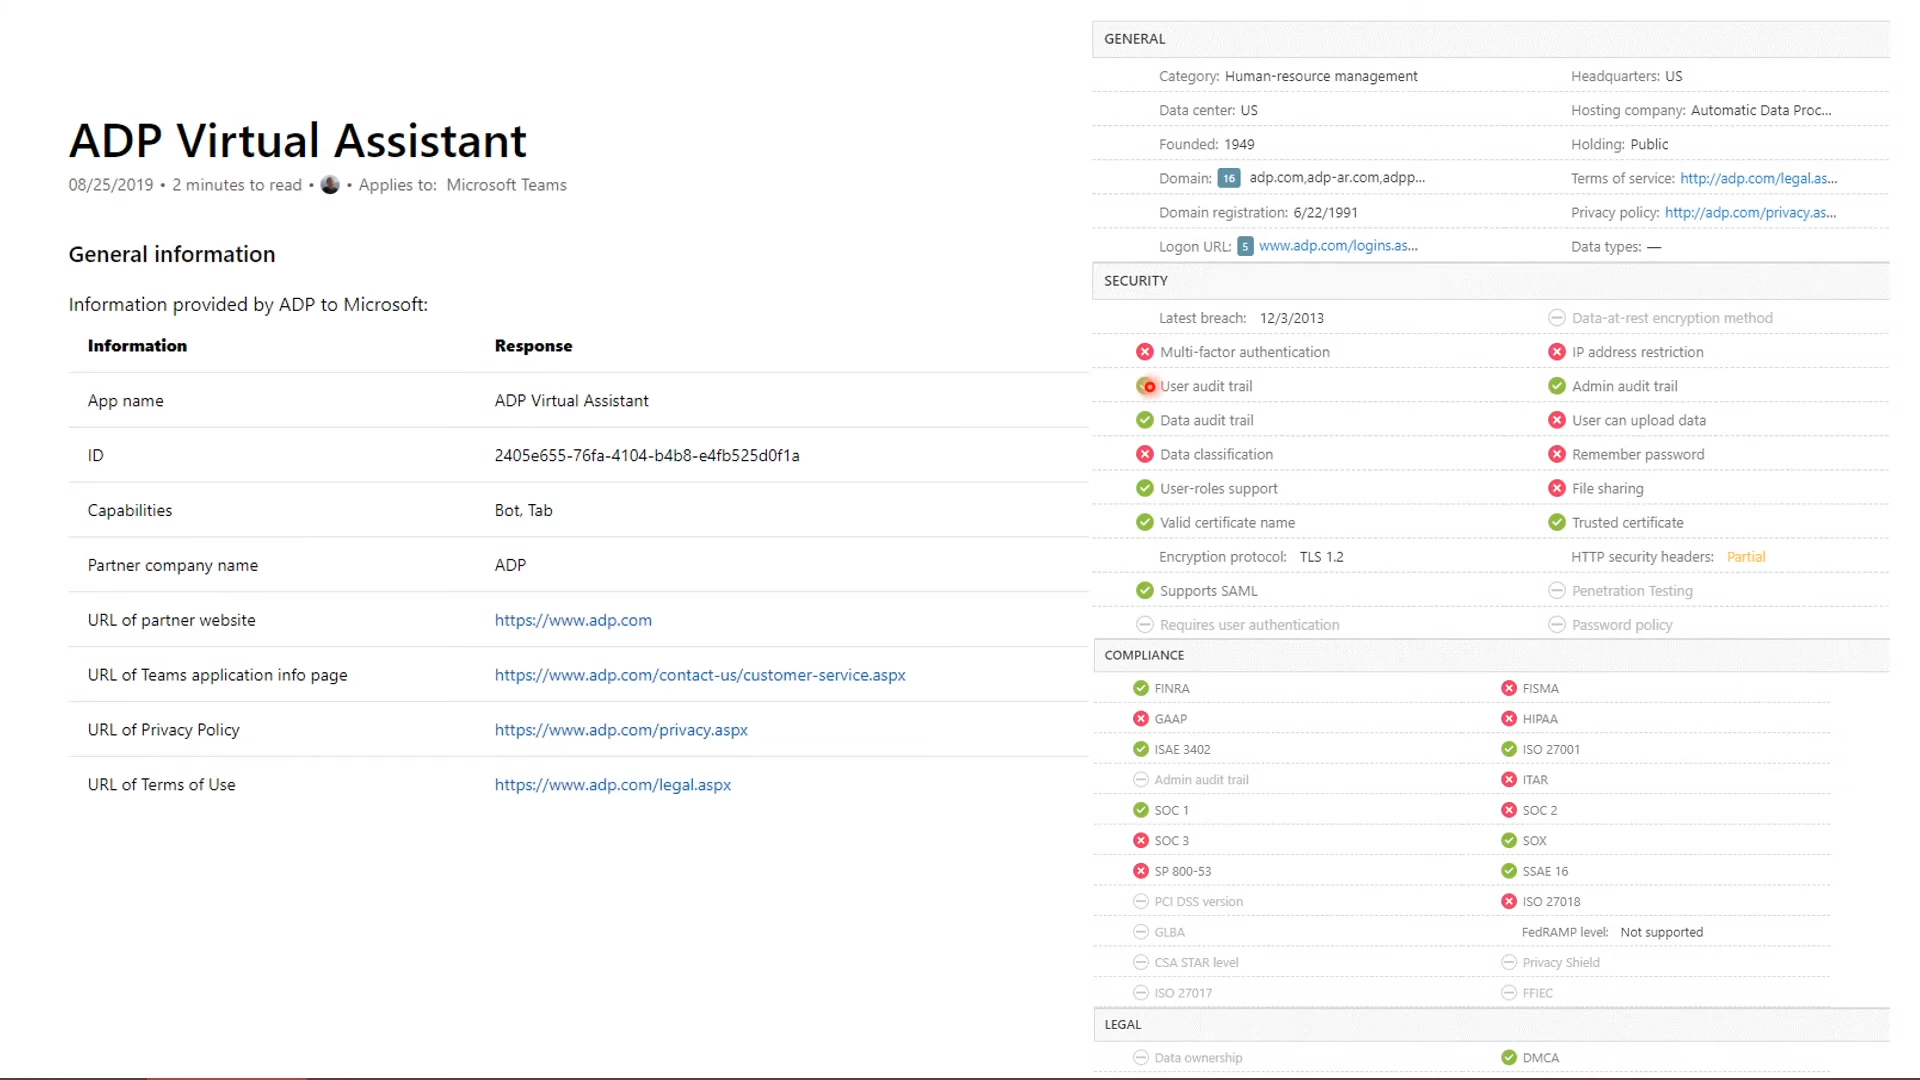 ADP Virtual Assistant
08/25/2019 • 2 minutes to read • • Applies to: Microsoft Teams
General information
Information provided by ADP to Microsoft:
Information Response
App name ADP Virtual Assistant
ID 2405e655-76fa-4104-b4b8-e4fb525d0f1a
Capabilities Bot, Tab
Partner company name ADP
URL of partner website https://www.adp.com
URL of Teams application info page https://www.adp.com/contact-us/customer-service.aspx
URL of Privacy Policy https://www.adp.com/privacy.aspx
URL of Terms of Use https://www.adp.com/legal.aspx
GENERAL
Category: Human-resource management Headquarters: US
Data center: US Hosting company: Automatic Data Proc...
Founded: 1949 Holding: Public
Domain: 16 adp.com,adp-ar.com,adpp... Terms of service: http://adp.com/legal.as...
Domain registration: 6/22/1991 Privacy policy: http://adp.com/privacy.as...
Logon URL: 5 www.adp.com/logins.as... Data types: —
SECURITY
Latest breach: 12/3/2013 Data-at-rest encryption method
Multi-factor authentication IP address restriction
User audit trail Admin audit trail
Data audit trail User can upload data
Data classification Remember password
User-roles support File sharing
Valid certificate name Trusted certificate
Encryption protocol: TLS 1.2 HTTP security headers: Partial
Supports SAML Penetration Testing
Requires user authentication Password policy
COMPLIANCE
FINRA FISMA
GAAP HIPAA
ISAE 3402 ISO 27001
Admin audit trail ITAR
SOC 1 SOC 2
SOC 3 SOX
SP 800-53 SSAE 16
PCI DSS version ISO 27018
GLBA FedRAMP level: Not supported
CSA STAR level Privacy Shield
ISO 27017 FFIEC
LEGAL
Data ownership DMCA